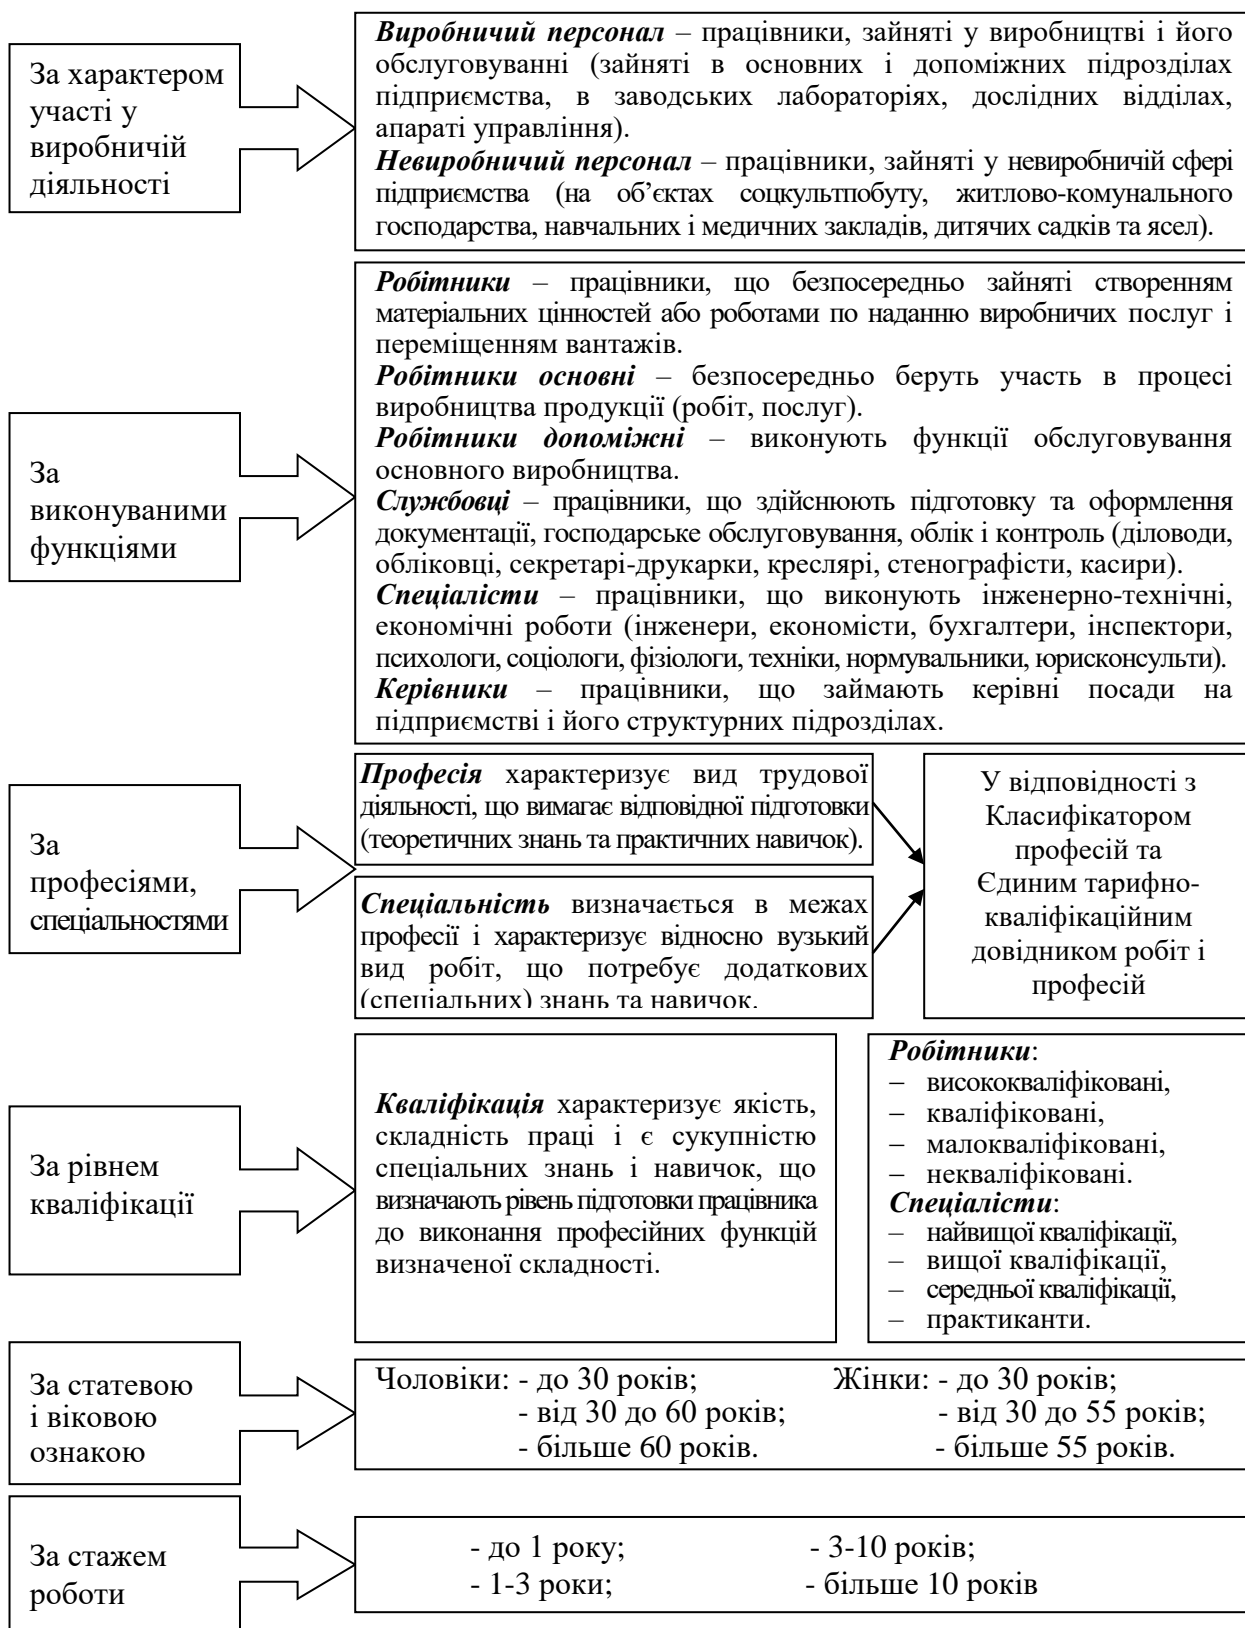 За характером
участі у
виробничій
діяльності
Виробничий персонал – працівники, зайняті у виробництві і його
обслуговуванні (зайняті в основних і допоміжних підрозділах
підприємства, в заводських лабораторіях, дослідних відділах,
апараті управління).
Невиробничий персонал – працівники, зайняті у невиробничій сфері
підприємства (на об’єктах соцкультпобуту, житлово-комунального
господарства, навчальних і медичних закладів, дитячих садків та ясел).
За
виконуваними
функціями
Робітники – працівники, що безпосередньо зайняті створенням
матеріальних цінностей або роботами по наданню виробничих послуг і
переміщенням вантажів.
Робітники основні – безпосередньо беруть участь в процесі
виробництва продукції (робіт, послуг).
Робітники допоміжні – виконують функції обслуговування
основного виробництва.
Службовці – працівники, що здійснюють підготовку та оформлення
документації, господарське обслуговування, облік і контроль (діловоди,
обліковці, секретарі-друкарки, креслярі, стенографісти, касири).
Спеціалісти – працівники, що виконують інженерно-технічні,
економічні роботи (інженери, економісти, бухгалтери, інспектори,
психологи, соціологи, фізіологи, техніки, нормувальники, юрисконсульти).
Керівники – працівники, що займають керівні посади на
підприємстві і його структурних підрозділах.
За
професіями,
спеціальностями
Професія характеризує вид трудової
діяльності, що вимагає відповідної підготовки
(теоретичних знань та практичних навичок).
Спеціальність визначається в межах
професії і характеризує відносно вузький
вид робіт, що потребує додаткових
(спеціальних) знань та навичок.
У відповідності з
Класифікатором
професій та
Єдиним тарифно-
кваліфікаційним
довідником робіт і
професій
За рівнем
кваліфікації
Кваліфікація характеризує якість,
складність праці і є сукупністю
спеціальних знань і навичок, що
визначають рівень підготовки працівника
до виконання професійних функцій
визначеної складності.
Робітники:
– висококваліфіковані,
– кваліфіковані,
– малокваліфіковані,
– некваліфіковані.
Спеціалісти:
– найвищої кваліфікації,
– вищої кваліфікації,
– середньої кваліфікації,
– практиканти.
За статевою
і віковою
ознакою
Чоловіки: - до 30 років; Жінки: - до 30 років;
- від 30 до 60 років; - від 30 до 55 років;
- більше 60 років. - більше 55 років.
За стажем
роботи
- до 1 року; - 3-10 років;
- 1-3 роки; - більше 10 років